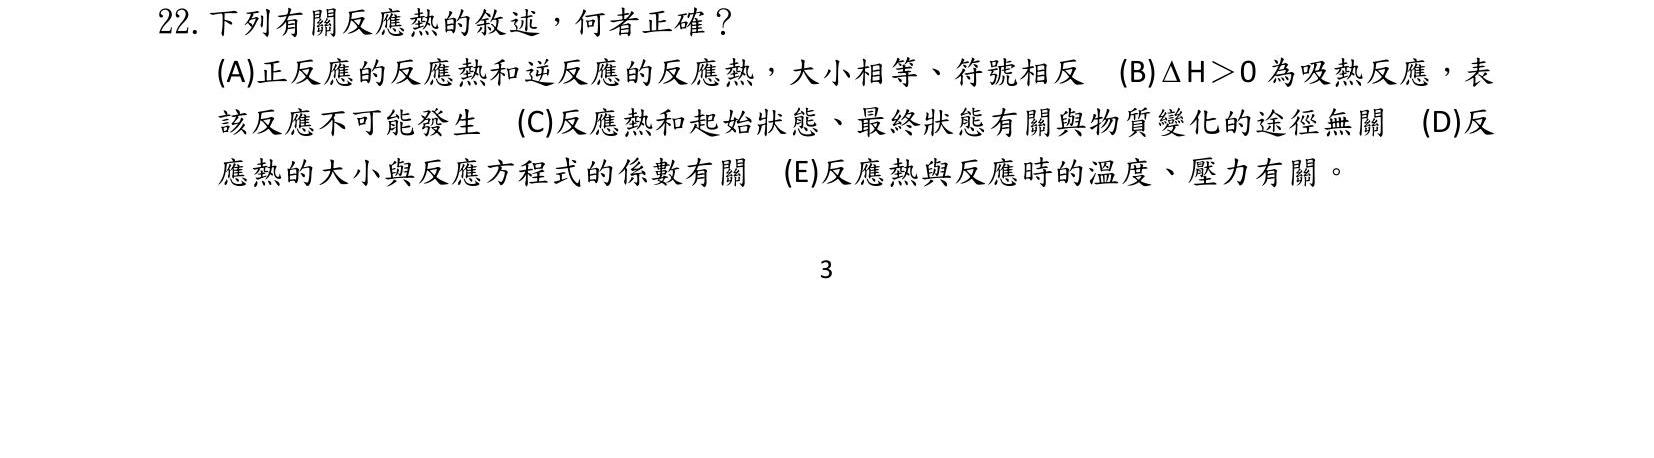 22. 下列有關反應熱的敘述，何者正確？
(A)正反應的反應熱和逆反應的反應熱，大小相等、符號相反 (B)ΔH＞0 為吸熱反應，表
該反應不可能發生 (C)反應熱和起始狀態、最終狀態有關與物質變化的途徑無關 (D)反
應熱的大小與反應方程式的係數有關 (E)反應熱與反應時的溫度、壓力有關。
3